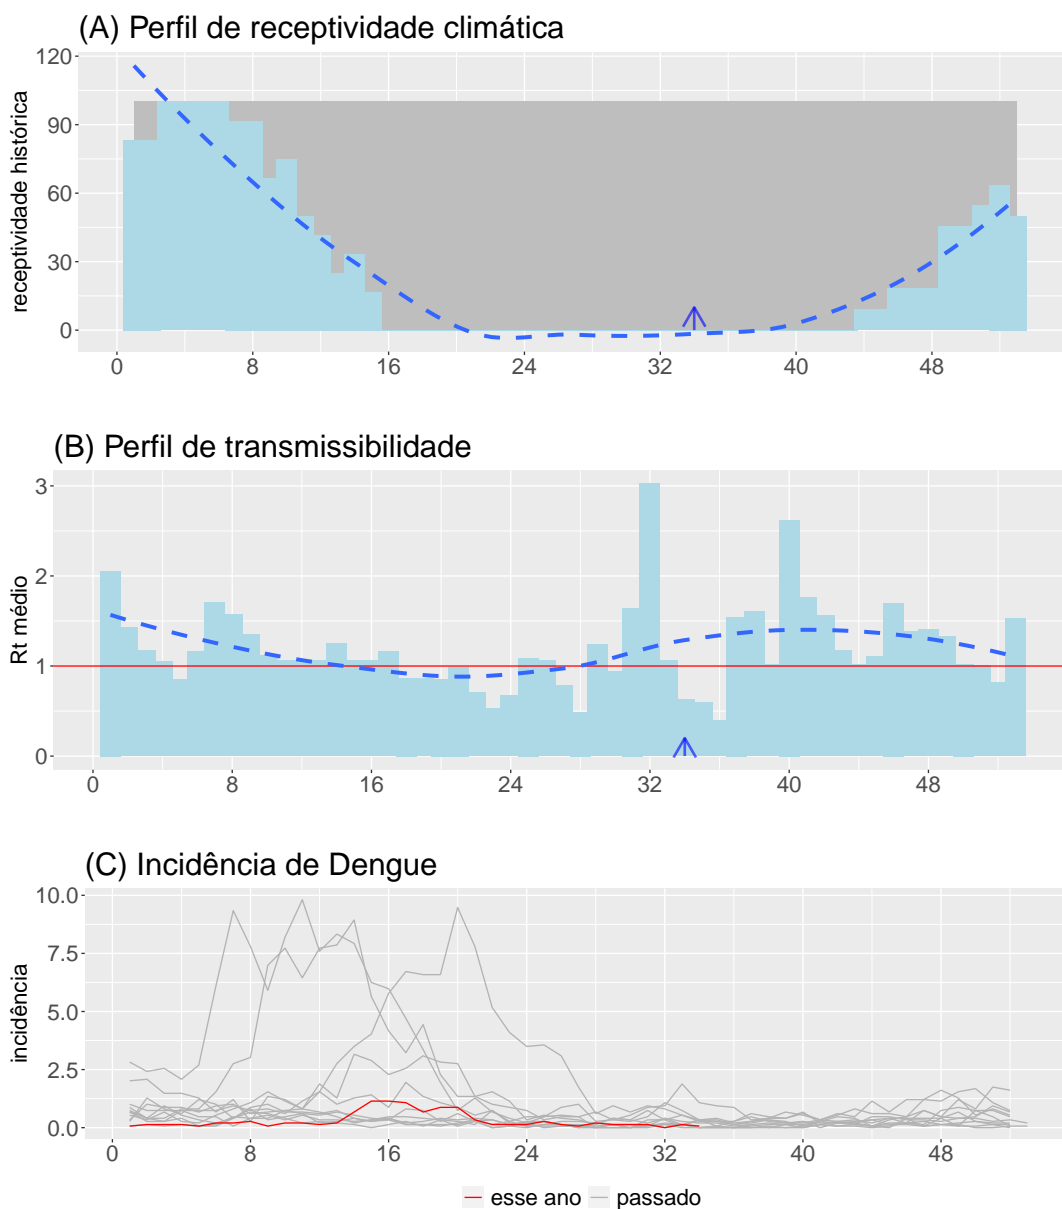 (A) Perfil de receptividade climática
receptividade histórica
120
90
60
30
0
0 8 16 24 32 40 48
(B) Perfil de transmissibilidade
Rt médio
3
2
1
0
0 8 16 24 32 40 48
(C) Incidência de Dengue
incidência
10.0
7.5
5.0
2.5
0.0
0 8 16 24 32 40 48
esse ano passado